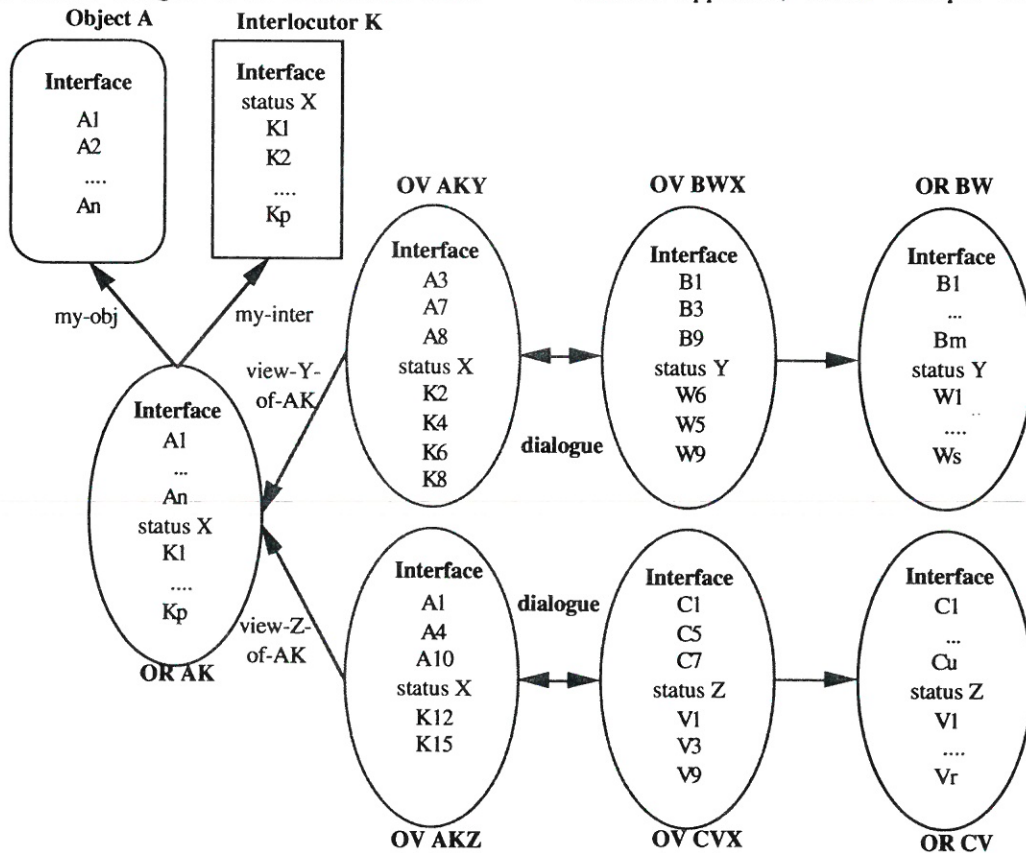 Object A
Interface
A1
A2
....
An
Interlocutor K
Interface
status X
K1
K2
....
Kp
my-obj
my-inter
Interface
A1
...
An
status X
K1
....
Kp
OR AK
view-Y-
of-AK
view-Z-
of-AK
OV AKY
Interface
A3
A7
A8
status X
K2
K4
K6
K8
dialogue
OV BWX
Interface
B1
B3
B9
status Y
W6
W5
W9
OR BW
Interface
B1
...
Bm
status Y
W1
....
Ws
Interface
A1
A4
A10
status X
K12
K15
OV AKZ
dialogue
Interface
C1
C5
C7
status Z
V1
V3
V9
OV CVX
Interface
C1
...
Cu
status Z
V1
....
Vr
OR CV